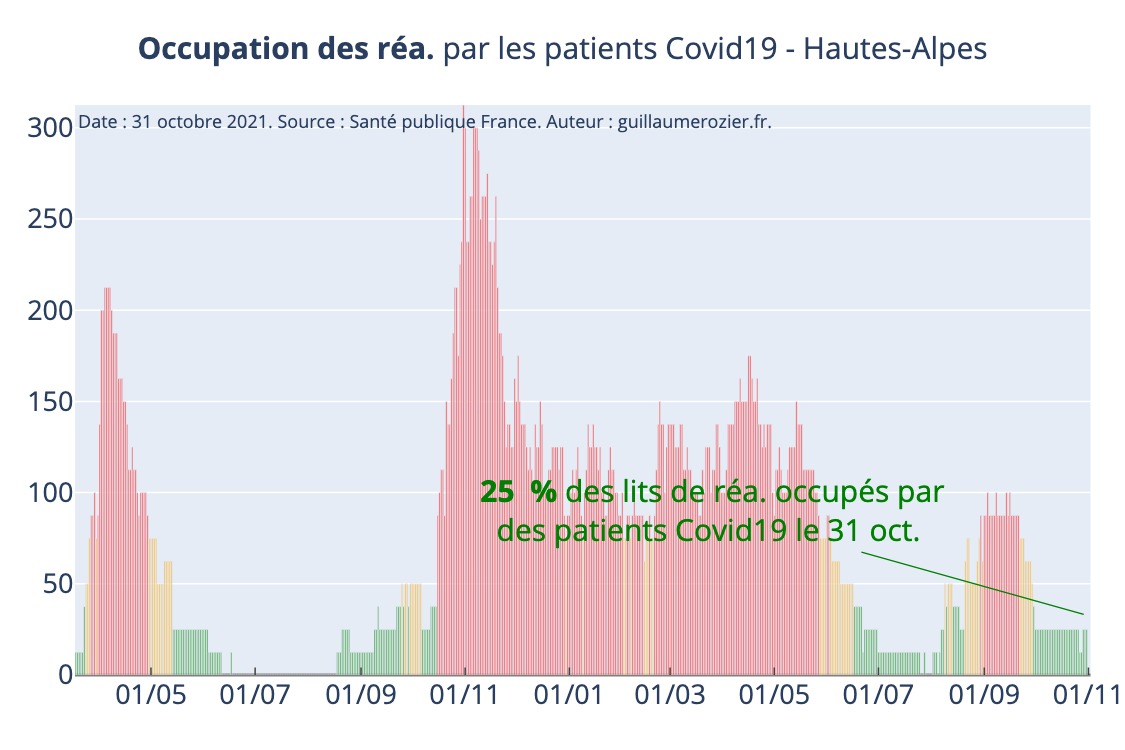 Occupation des réa. par les patients Covid19 - Hautes-Alpes
Date : 31 octobre 2021. Source : Santé publique France. Auteur : guillaumerozier.fr.
300
250
200
150
100
50
0
25 % des lits de réa. occupés par
des patients Covid19 le 31 oct.
01/05 01/07 01/09 01/11 01/01 01/03 01/05 01/07 01/09 01/11